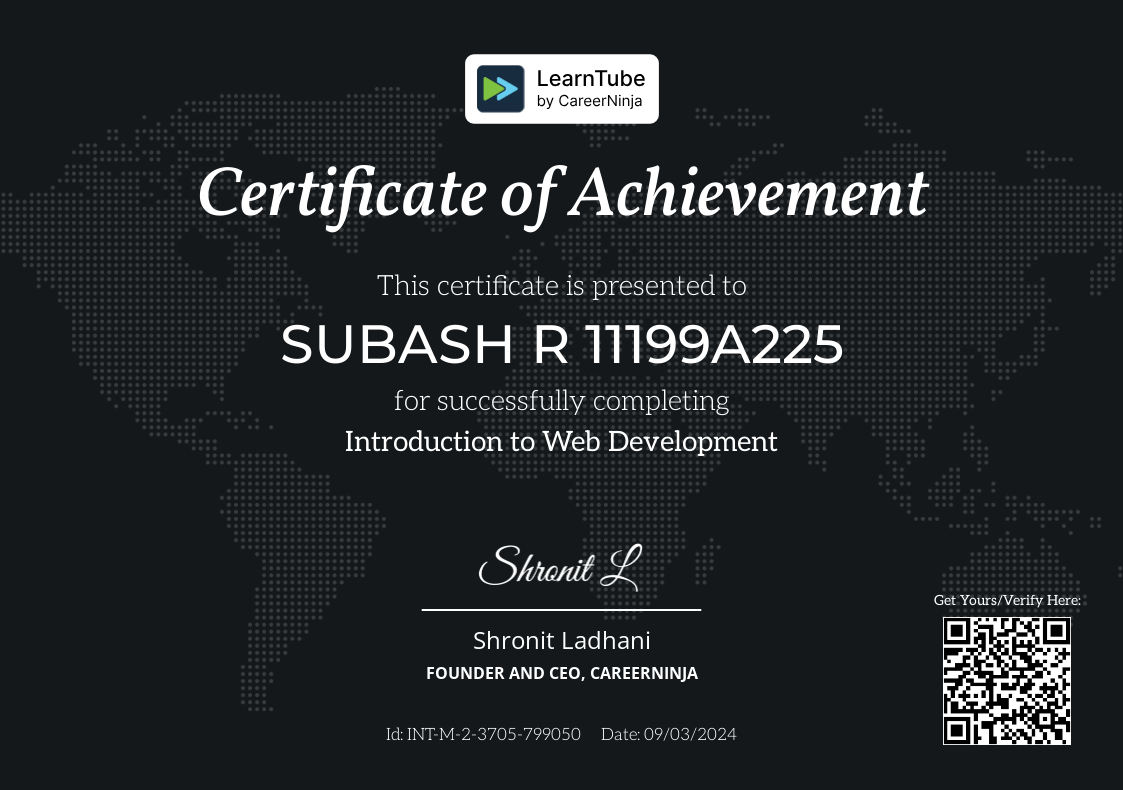 LearnTube
by CareerNinja
Certificate of Achievement
This certificate is presented to
SUBASH R 11199A225
for successfully completing
Introduction to Web Development
Shronit L
Shronit Ladhani
FOUNDER AND CEO, CAREERNINJA
Get Yours/Verify Here:
Id: INT-M-2-3705-799050 Date: 09/03/2024